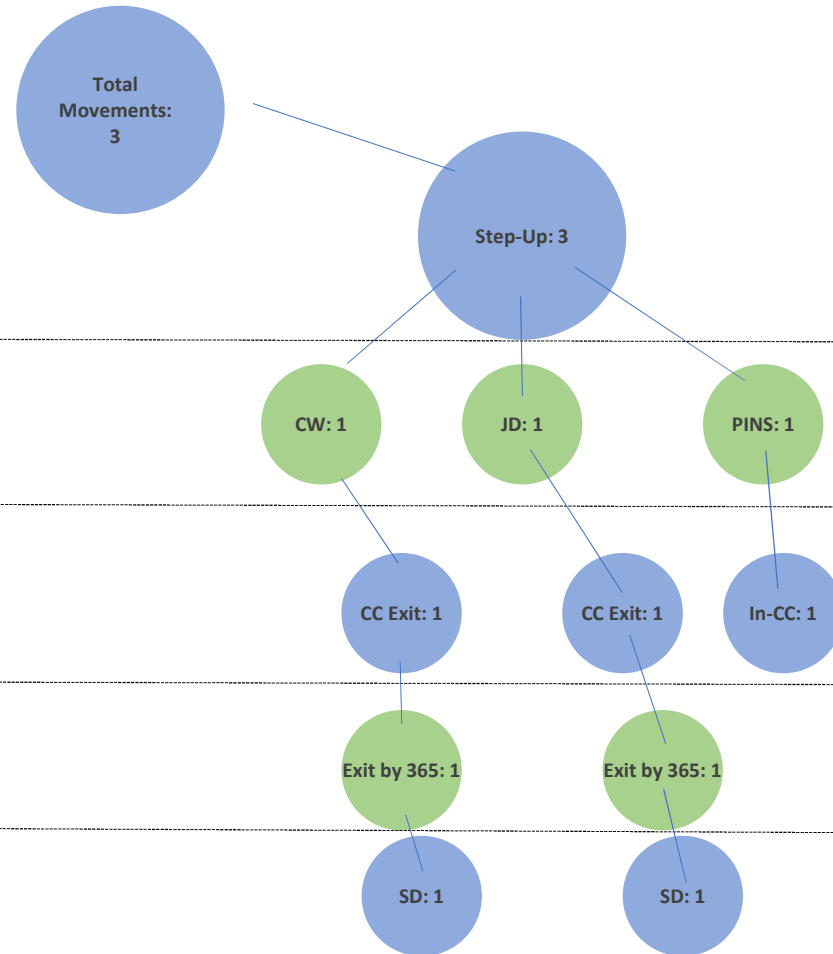 Total
Movements:
3
Step-Up: 3
CW: 1
JD: 1
PINS: 1
CC Exit: 1
CC Exit: 1
In-CC: 1
Exit by 365: 1
Exit by 365: 1
SD: 1
SD: 1